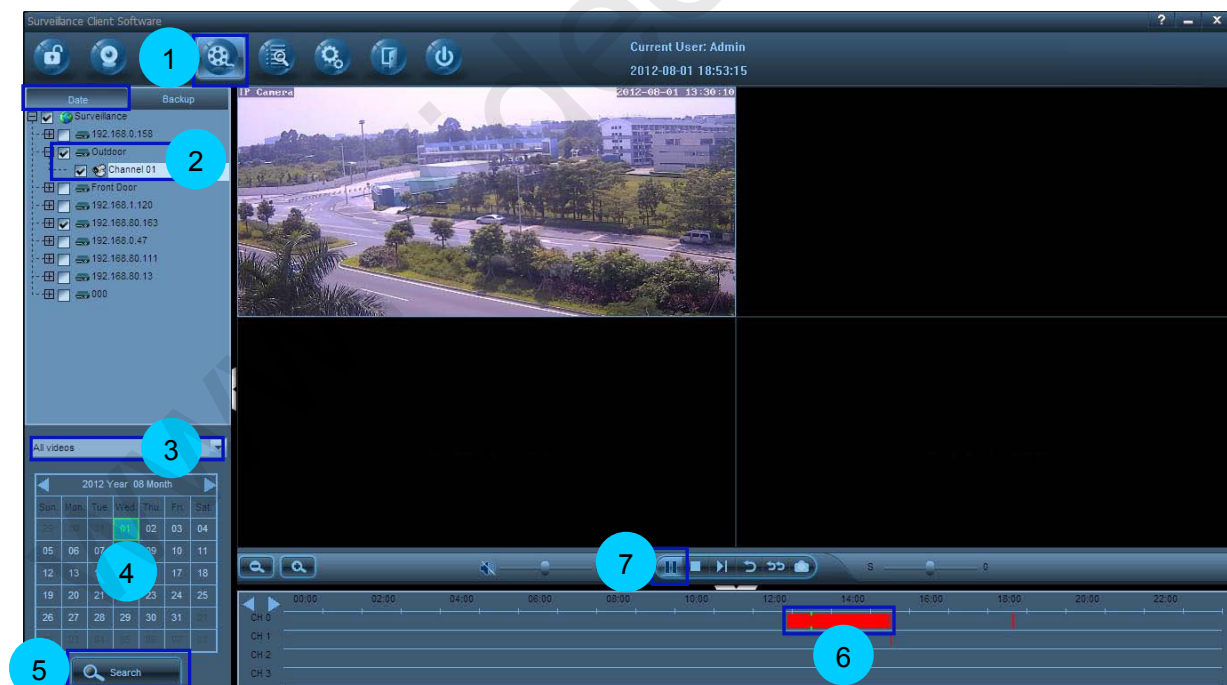 Surveillance Client Software
? – X
1
Current User: Admin
2012-08-01 18:53:15
Date Backup
Surveillance
192.168.0.158
Outdoor
2
Channel 01
Front Door
192.168.1.120
192.168.80.163
192.168.0.47
192.168.80.111
192.168.80.13
000
IP Camera 2012-08-01 13:30:10
All videos
3
2012 Year 08 Month
Sun. Mon. Tue. Wed. Thu. Fri. Sat.
01 02 03 04
05 06 07 09 10 11
12 13 17 18
4
19 20 21 23 24 25
26 27 28 29 30 31
5
Search
7
S 0
00:00 02:00 04:00 06:00 08:00 10:00 12:00 14:00 16:00 18:00 20:00 22:00
CH 0
CH 1
CH 2
CH 3
6